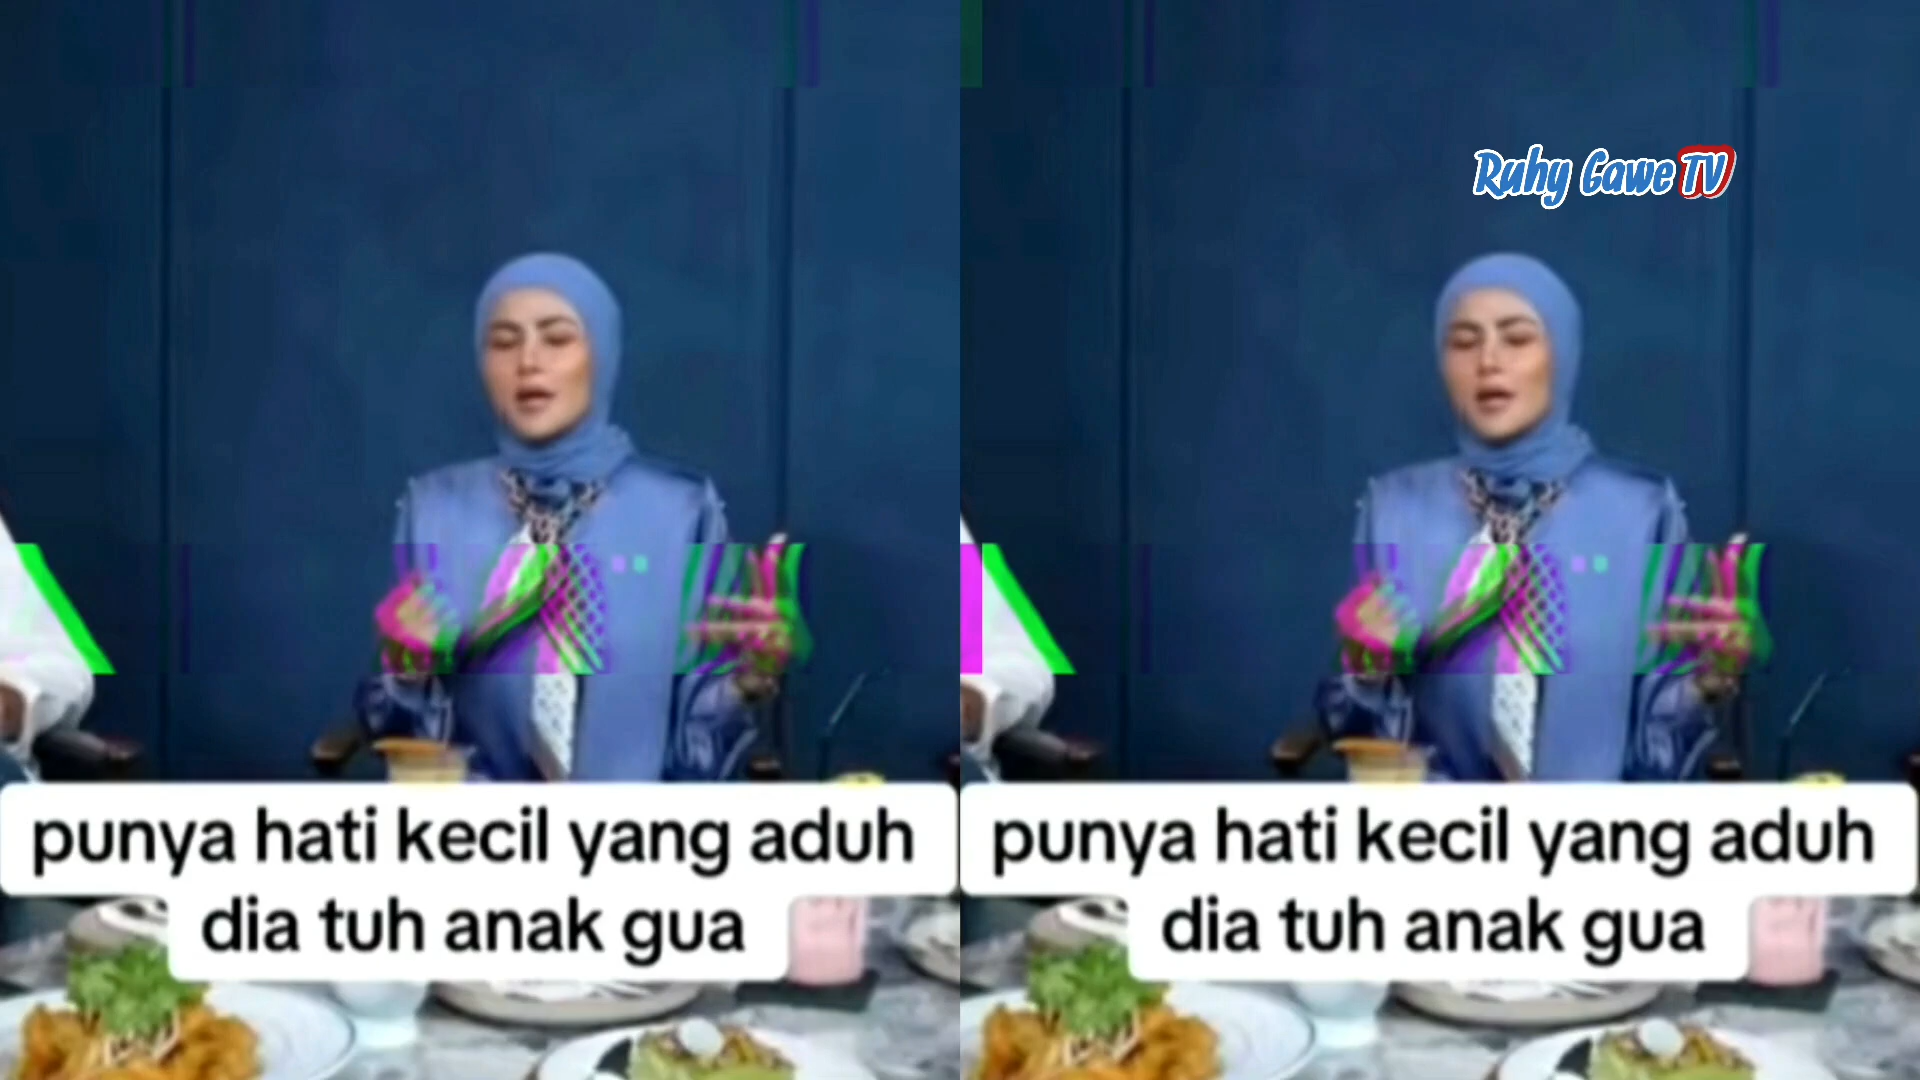 Ruhy Gawe TV
punya hati kecil yang aduh
dia tuh anak gua
punya hati kecil yang aduh
dia tuh anak gua